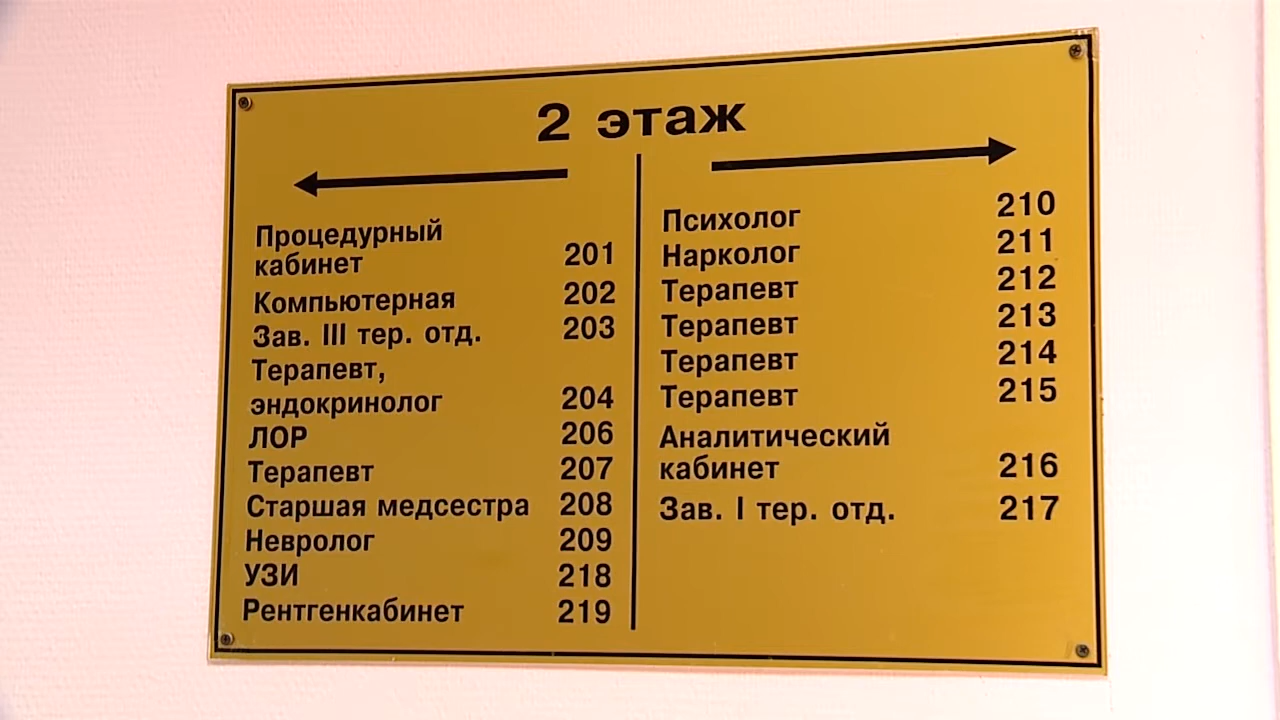 2 этаж
Процедурный
кабинет 201
Компьютерная 202
Зав. III тер. отд. 203
Терапевт,
эндокринолог 204
ЛОР 206
Терапевт 207
Старшая медсестра 208
Невролог 209
УЗИ 218
Рентгенкабинет 219
Психолог 210
Нарколог 211
Терапевт 212
Терапевт 213
Терапевт 214
Терапевт 215
Аналитический
кабинет 216
Зав. I тер. отд. 217